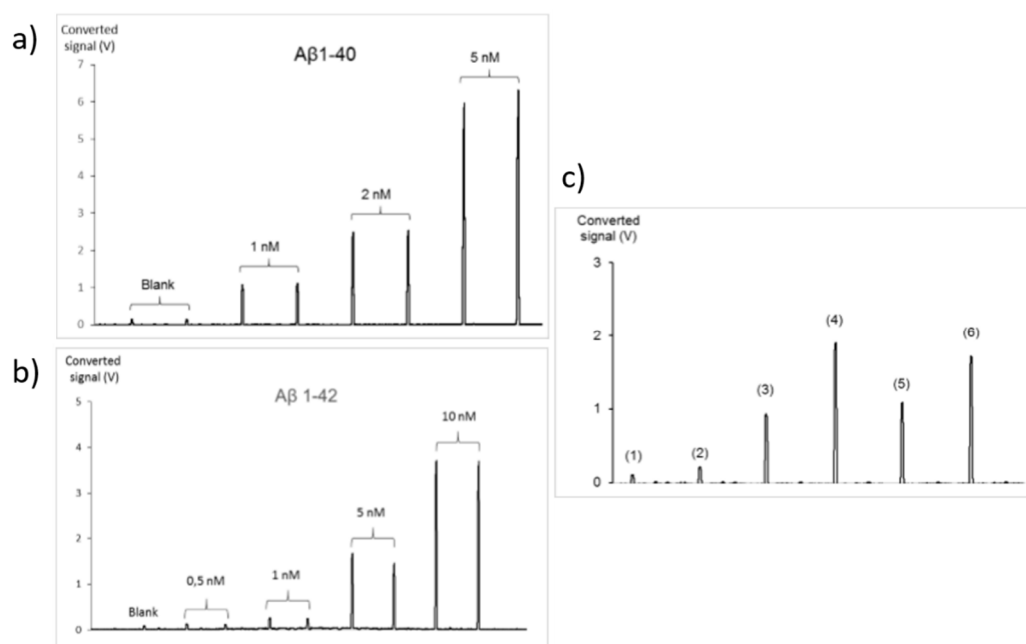 a)
Converted
signal (V)
Aβ1-40
7
6
5
4
3
2
1
0
Blank
1 nM
2 nM
5 nM
b)
Converted
signal (V)
Aβ 1-42
5
4
3
2
1
0
Blank
0,5 nM
1 nM
5 nM
10 nM
c)
Converted
signal (V)
3
2
1
0
(1)
(2)
(3)
(4)
(5)
(6)